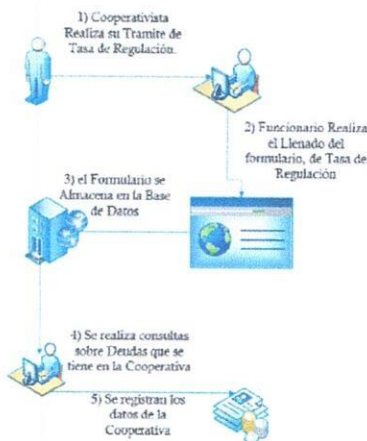 1) Cooperativista
Realiza su Tramite de
Tasa de Regulación.
2) Funcionario Realiza
el Llenado del
formulario, de Tasa de
Regulación
3) el Formulario se
Almacena en la Base
de Datos
4) Se realiza consultas
sobre Deudas que se
tiene en la Cooperativa
5) Se registran los
datos de la
Cooperativa